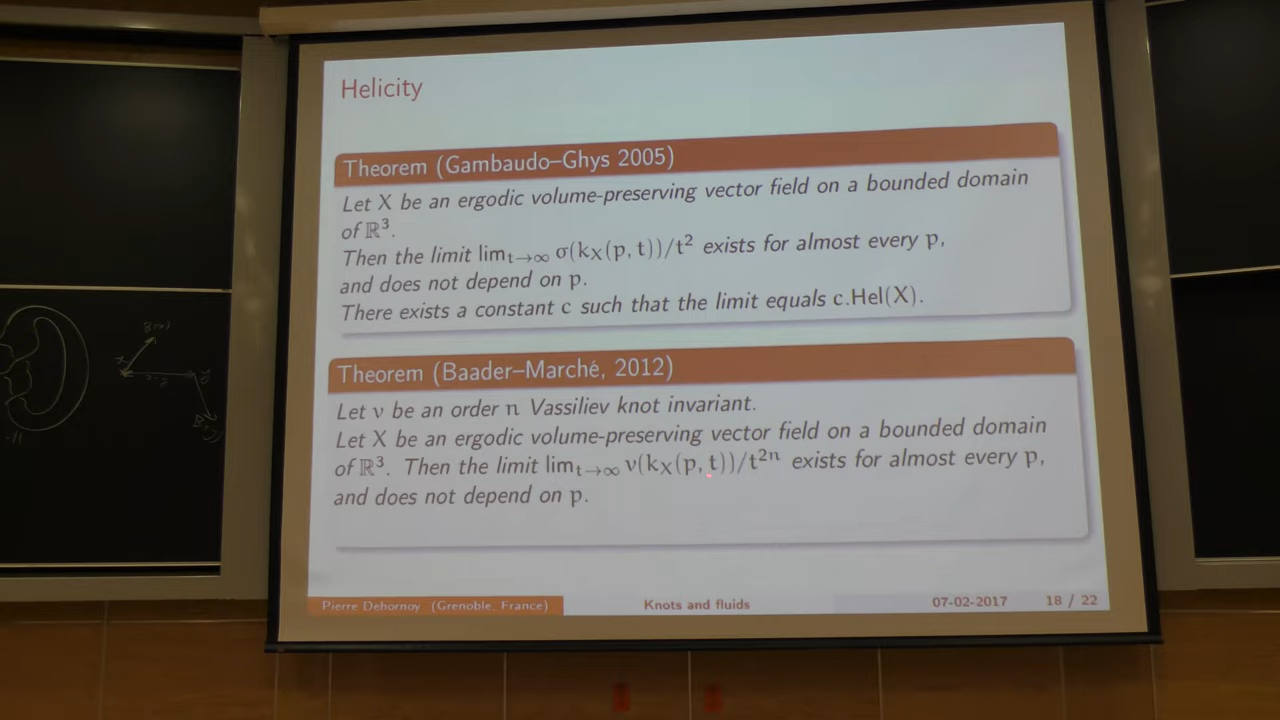 Helicity
Theorem (Gambaudo–Ghys 2005)
Let X be an ergodic volume-preserving vector field on a bounded domain
of ℝ³.
Then the limit lim_{t→∞} σ(k_X(p, t))/t² exists for almost every p,
and does not depend on p.
There exists a constant c such that the limit equals c.Hel(X).
Theorem (Baader–Marché, 2012)
Let v be an order n Vassiliev knot invariant.
Let X be an ergodic volume-preserving vector field on a bounded domain
of ℝ³. Then the limit lim_{t→∞} v(k_X(p, t))/t²ⁿ exists for almost every p,
and does not depend on p.
Pierre Dehornoy (Grenoble, France) Knots and fluids 07-02-2017 18 / 22